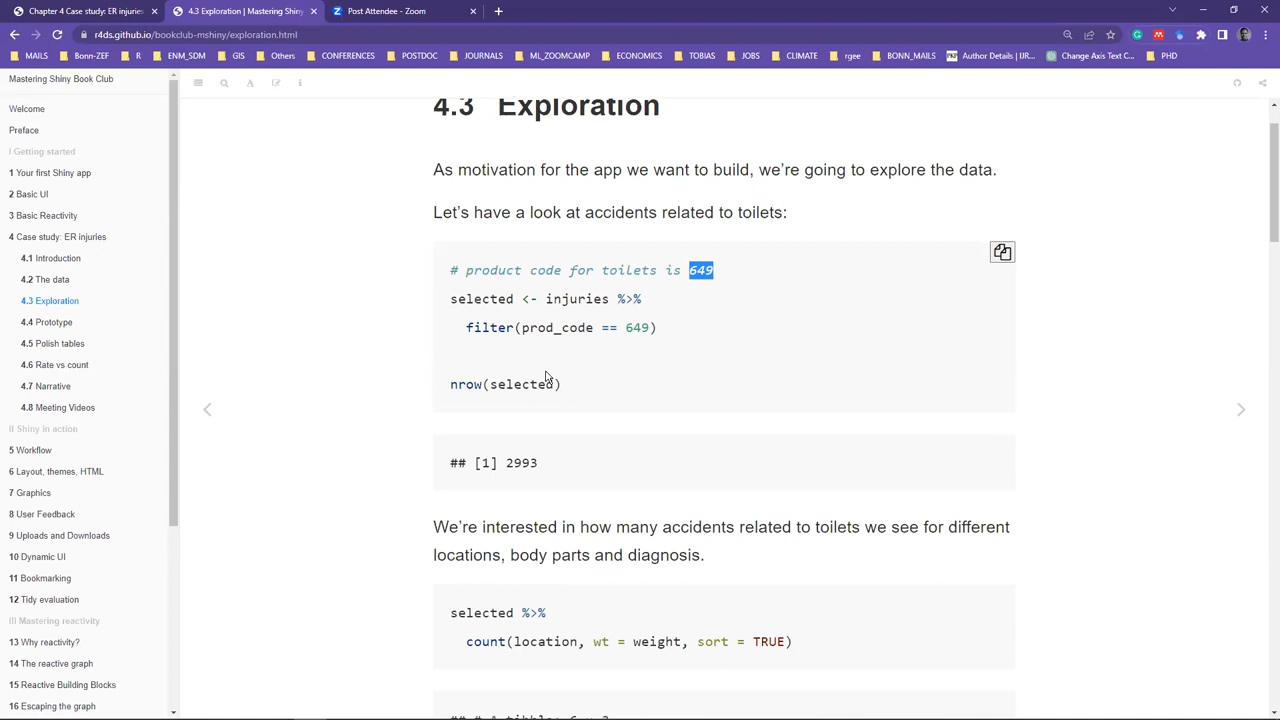 Chapter 4 Case study: ER injuries
4.3 Exploration | Mastering Shiny
Post Attendee - Zoom
r4ds.github.io/bookclub-mshiny/exploration.html
MAILS
Bonn-ZEF
R
ENM_SDM
GIS
Others
CONFERENCES
POSTDOC
JOURNALS
ML_ZOOMCAMP
ECONOMICS
TOBIAS
JOBS
CLIMATE
rgee
BONN_MAILS
Author Details | IJR...
Change Axis Text C...
PHD
Mastering Shiny Book Club
Welcome
Preface
I Getting started
1 Your first Shiny app
2 Basic UI
3 Basic Reactivity
4 Case study: ER injuries
4.1 Introduction
4.2 The data
4.3 Exploration
4.4 Prototype
4.5 Polish tables
4.6 Rate vs count
4.7 Narrative
4.8 Meeting Videos
II Shiny in action
5 Workflow
6 Layout, themes, HTML
7 Graphics
8 User Feedback
9 Uploads and Downloads
10 Dynamic UI
11 Bookmarking
12 Tidy evaluation
III Mastering reactivity
13 Why reactivity?
14 The reactive graph
15 Reactive Building Blocks
16 Escaping the graph
4.3 Exploration
As motivation for the app we want to build, we're going to explore the data.
Let's have a look at accidents related to toilets:
# product code for toilets is 649
selected <- injuries %>%
filter(prod_code == 649)
nrow(selected)
## [1] 2993
We're interested in how many accidents related to toilets we see for different
locations, body parts and diagnosis.
selected %>%
count(location, wt = weight, sort = TRUE)